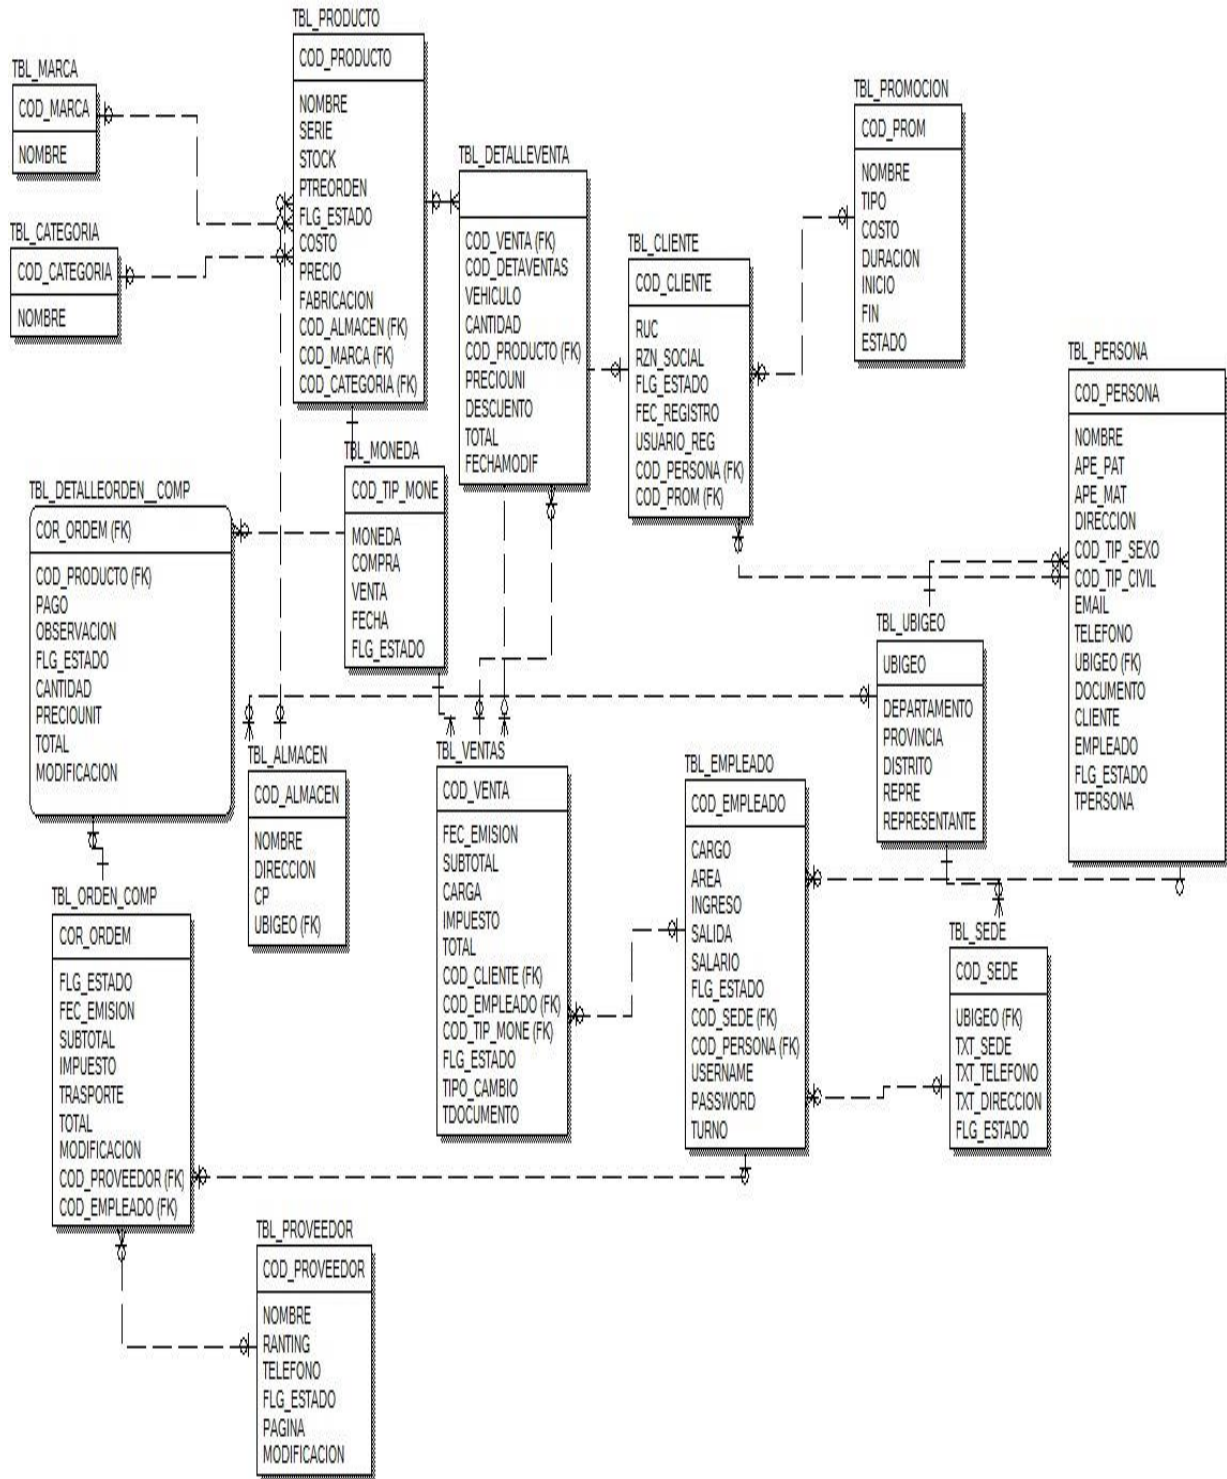 TBL_PRODUCTO
COD_PRODUCTO
NOMBRE
SERIE
STOCK
PTREORDEN
FLG_ESTADO
COSTO
PRECIO
FABRICACION
COD_ALMACEN (FK)
COD_MARCA (FK)
COD_CATEGORIA (FK)
TBL_MARCA
COD_MARCA
NOMBRE
TBL_CATEGORIA
COD_CATEGORIA
NOMBRE
TBL_DETALLEVENTA
COD_VENTA (FK)
COD_DETAVENTAS
VEHICULO
CANTIDAD
COD_PRODUCTO (FK)
PRECIOUNI
DESCUENTO
TOTAL
FECHAMODIF
TBL_CLIENTE
COD_CLIENTE
RUC
RZN_SOCIAL
FLG_ESTADO
FEC_REGISTRO
USUARIO_REG
COD_PERSONA (FK)
COD_PROM (FK)
TBL_PROMOCION
COD_PROM
NOMBRE
TIPO
COSTO
DURACION
INICIO
FIN
ESTADO
TBL_PERSONA
COD_PERSONA
NOMBRE
APE_PAT
APE_MAT
DIRECCION
COD_TIP_SEXO
COD_TIP_CIVIL
EMAIL
TELEFONO
UBIGEO (FK)
DOCUMENTO
CLIENTE
EMPLEADO
FLG_ESTADO
TPERSONA
TBL_MONEDA
COD_TIP_MONE
MONEDA
COMPRA
VENTA
FECHA
FLG_ESTADO
TBL_DETALLEORDEN__COMP
COR_ORDEM (FK)
COD_PRODUCTO (FK)
PAGO
OBSERVACION
FLG_ESTADO
CANTIDAD
PRECIOUNIT
TOTAL
MODIFICACION
TBL_UBIGEO
UBIGEO
DEPARTAMENTO
PROVINCIA
DISTRITO
REPRE
REPRESENTANTE
TBL_ALMACEN
COD_ALMACEN
NOMBRE
DIRECCION
CP
UBIGEO (FK)
TBL_VENTAS
COD_VENTA
FEC_EMISION
SUBTOTAL
CARGA
IMPUESTO
TOTAL
COD_CLIENTE (FK)
COD_EMPLEADO (FK)
COD_TIP_MONE (FK)
FLG_ESTADO
TIPO_CAMBIO
TDOCUMENTO
TBL_EMPLEADO
COD_EMPLEADO
CARGO
AREA
INGRESO
SALIDA
SALARIO
FLG_ESTADO
COD_SEDE (FK)
COD_PERSONA (FK)
USERNAME
PASSWORD
TURNO
TBL_SEDE
COD_SEDE
UBIGEO (FK)
TXT_SEDE
TXT_TELEFONO
TXT_DIRECCION
FLG_ESTADO
TBL_ORDEN_COMP
COR_ORDEM
FLG_ESTADO
FEC_EMISION
SUBTOTAL
IMPUESTO
TRASPORTE
TOTAL
MODIFICACION
COD_PROVEEDOR (FK)
COD_EMPLEADO (FK)
TBL_PROVEEDOR
COD_PROVEEDOR
NOMBRE
RANTING
TELEFONO
FLG_ESTADO
PAGINA
MODIFICACION